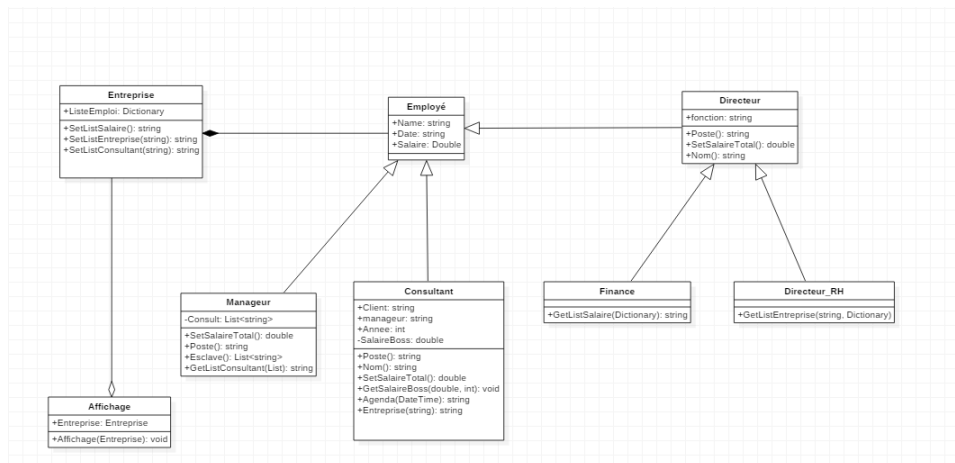 Entreprise
+ListeEmploi: Dictionary
+SetListSalaire(): string
+SetListEntreprise(string): string
+SetListConsultant(string): string
Employé
+Name: string
+Date: string
+Salaire: Double
Directeur
+fonction: string
+Poste(): string
+SetSalaireTotal(): double
+Nom(): string
Manageur
-Consult: List<string>
+SetSalaireTotal(): double
+Poste(): string
+Esclave(): List<string>
+GetListConsultant(List): string
Consultant
+Client: string
+manageur: string
+Annee: int
-SalaireBoss: double
+Poste(): string
+Nom(): string
+SetSalaireTotal(): double
+GetSalaireBoss(double, int): void
+Agenda(DateTime): string
+Entreprise(string): string
Finance
+GetListSalaire(Dictionary): string
Directeur_RH
+GetListEntreprise(string, Dictionary)
Affichage
+Entreprise: Entreprise
+Affichage(Entreprise): void